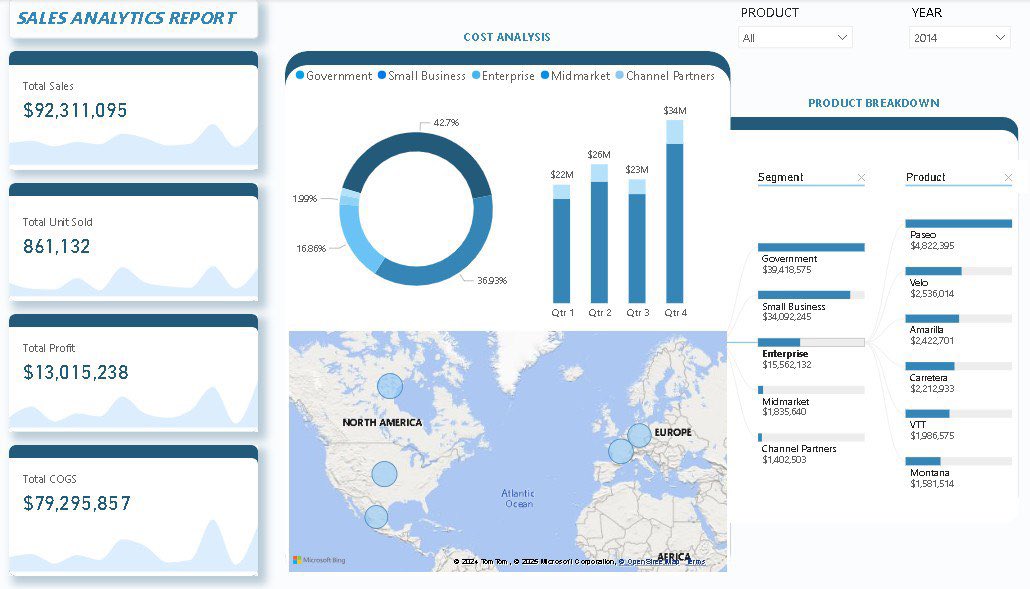 SALES ANALYTICS REPORT
Total Sales
$92,311,095
Total Unit Sold
861,132
Total Profit
$13,015,238
Total COGS
$79,295,857
COST ANALYSIS
Government Small Business Enterprise Midmarket Channel Partners
42.7%
1.99%
16.86%
36.93%
$22M
$26M
$23M
$34M
Qtr 1 Qtr 2 Qtr 3 Qtr 4
NORTH AMERICA
EUROPE
Atlantic
Ocean
AFRICA
Microsoft Bing
© 2024 TomTom, © 2025 Microsoft Corporation, © OpenStreetMap Terms
PRODUCT
All
YEAR
2014
PRODUCT BREAKDOWN
Segment
Government
$39,418,575
Small Business
$34,092,245
Enterprise
$15,562,132
Midmarket
$1,835,640
Channel Partners
$1,402,503
Product
Paseo
$4,822,395
Velo
$2,536,014
Amarilla
$2,422,701
Carretera
$2,212,933
VTT
$1,986,575
Montana
$1,581,514